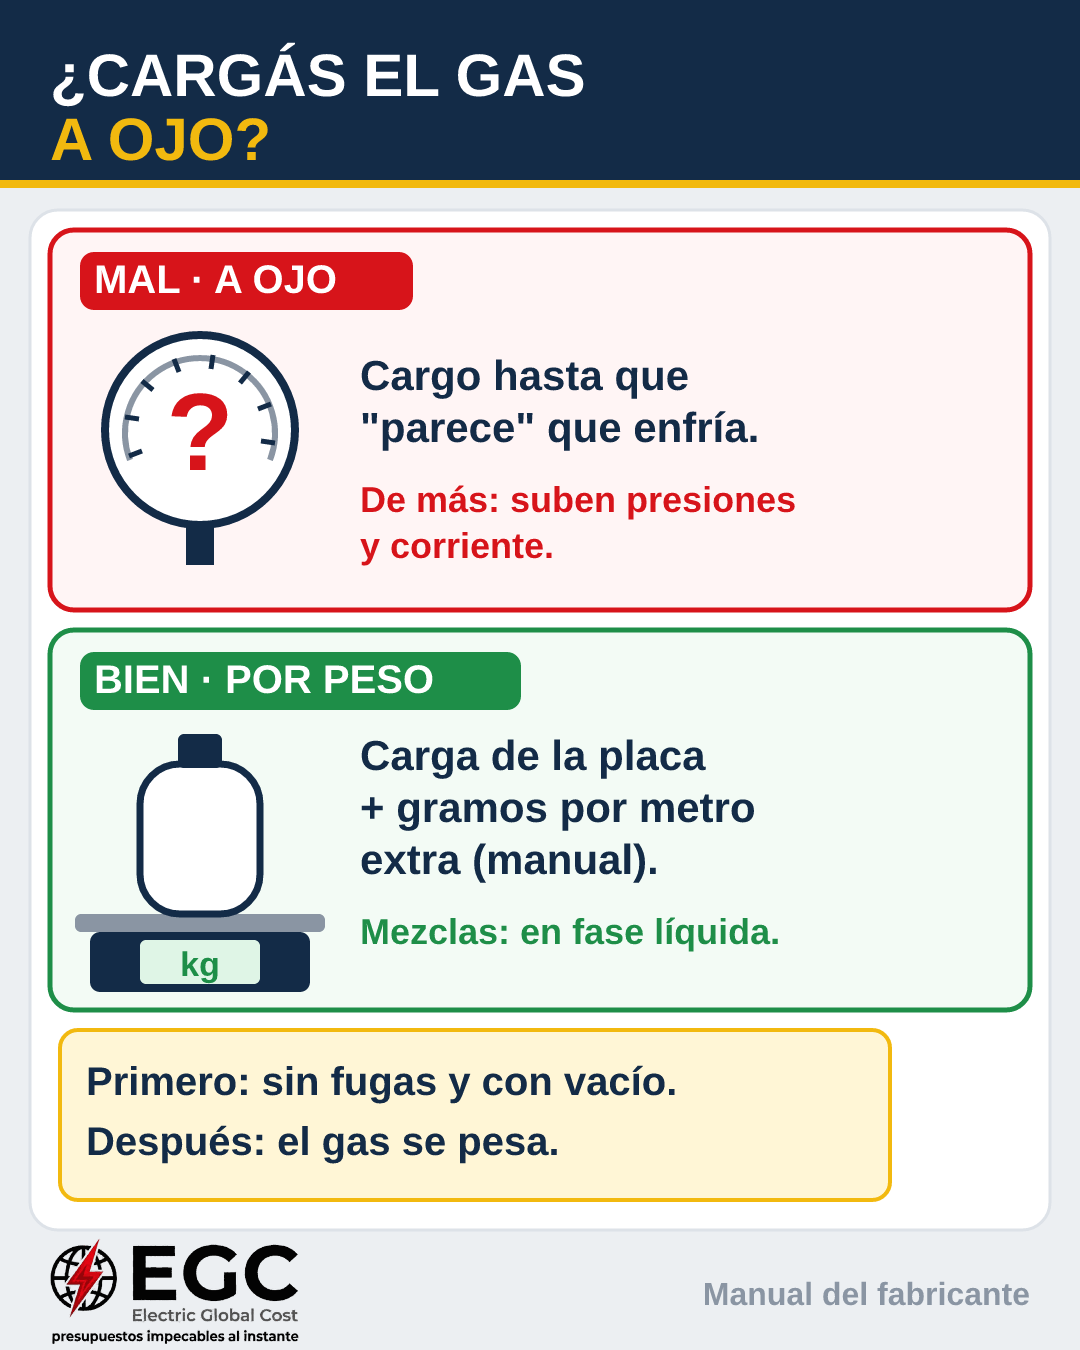 ¿CARGÁS EL GAS
A OJO?
MAL · A OJO
?
Cargo hasta que
"parece" que enfría.
De más: suben presiones
y corriente.
BIEN · POR PESO
kg
Carga de la placa
+ gramos por metro
extra (manual).
Mezclas: en fase líquida.
Primero: sin fugas y con vacío.
Después: el gas se pesa.
EGC
Electric Global Cost
presupuestos impecables al instante
Manual del fabricante